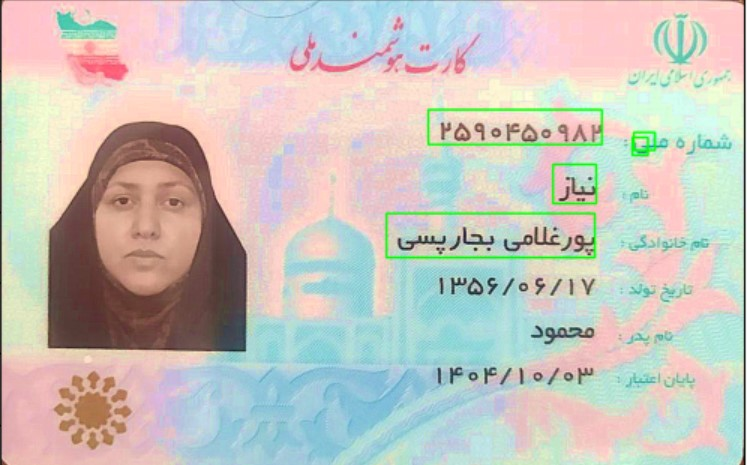 کارت هوشمند ملی
جمهوری اسلامی ایران
شماره ملی: ۲۵۹۰۴۵۰۹۸۲
نام: نیاز
نام خانوادگی: پورغلامی بجارپسی
تاریخ تولد: ۱۳۵۶/۰۶/۱۷
نام پدر: محمود
پایان اعتبار: ۱۴۰۴/۱۰/۰۳